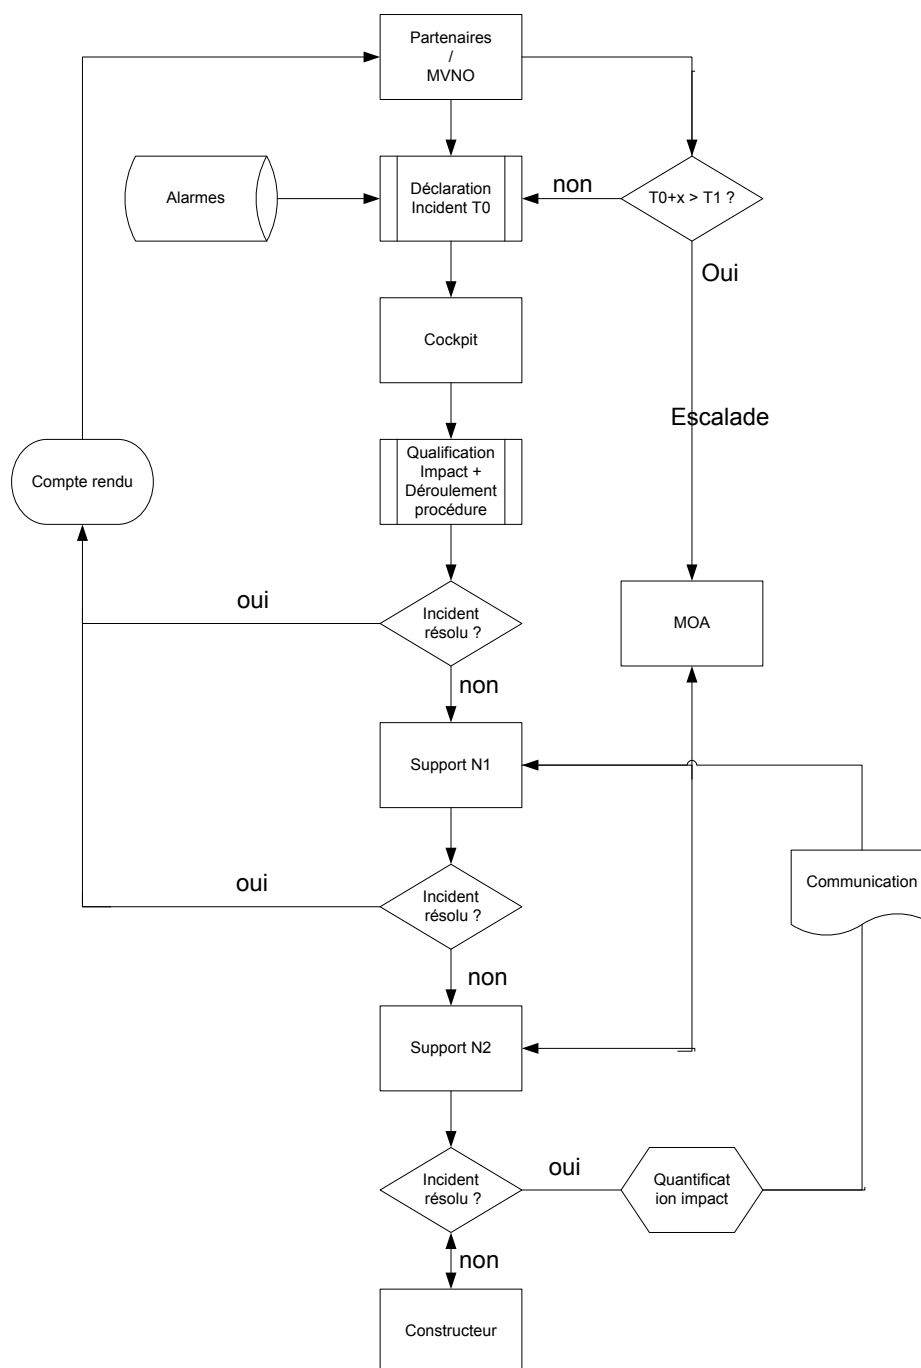 Partenaires
/
MVNO
Alarmes
Déclaration
Incident T0
non
T0+x > T1 ?
Oui
Cockpit
Escalade
Qualification
Impact +
Déroulement
procédure
Compte rendu
oui
Incident
résolu ?
MOA
non
Support N1
oui
Incident
résolu ?
Communication
non
Support N2
Incident
résolu ?
oui
Quantificat
ion impact
non
Constructeur